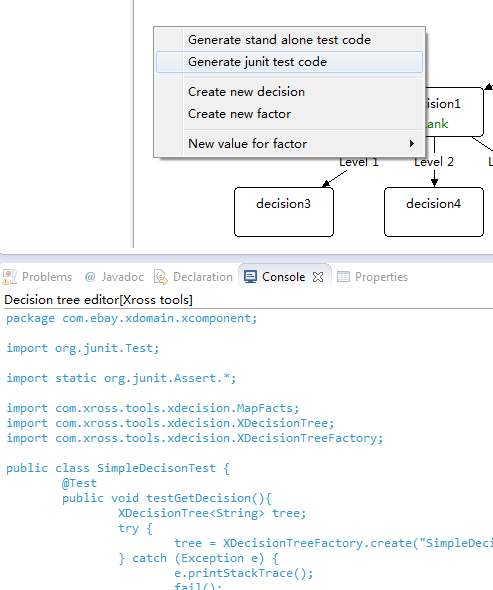 Generate stand alone test code
Generate junit test code
Create new decision
Create new factor
New value for factor
ision1
ank
Level 1
Level 2
L
decision3
decision4
Problems
Javadoc
Declaration
Console
Properties
Decision tree editor[Xross tools]
package com.ebay.xdomain.xcomponent;
import org.junit.Test;
import static org.junit.Assert.*;
import com.xross.tools.xdecision.MapFacts;
import com.xross.tools.xdecision.XDecisionTree;
import com.xross.tools.xdecision.XDecisionTreeFactory;
public class SimpleDecisonTest {
@Test
public void testGetDecision(){
XDecisionTree<String> tree;
try {
tree = XDecisionTreeFactory.create("SimpleDeci
} catch (Exception e) {
e.printStackTrace();
fail();